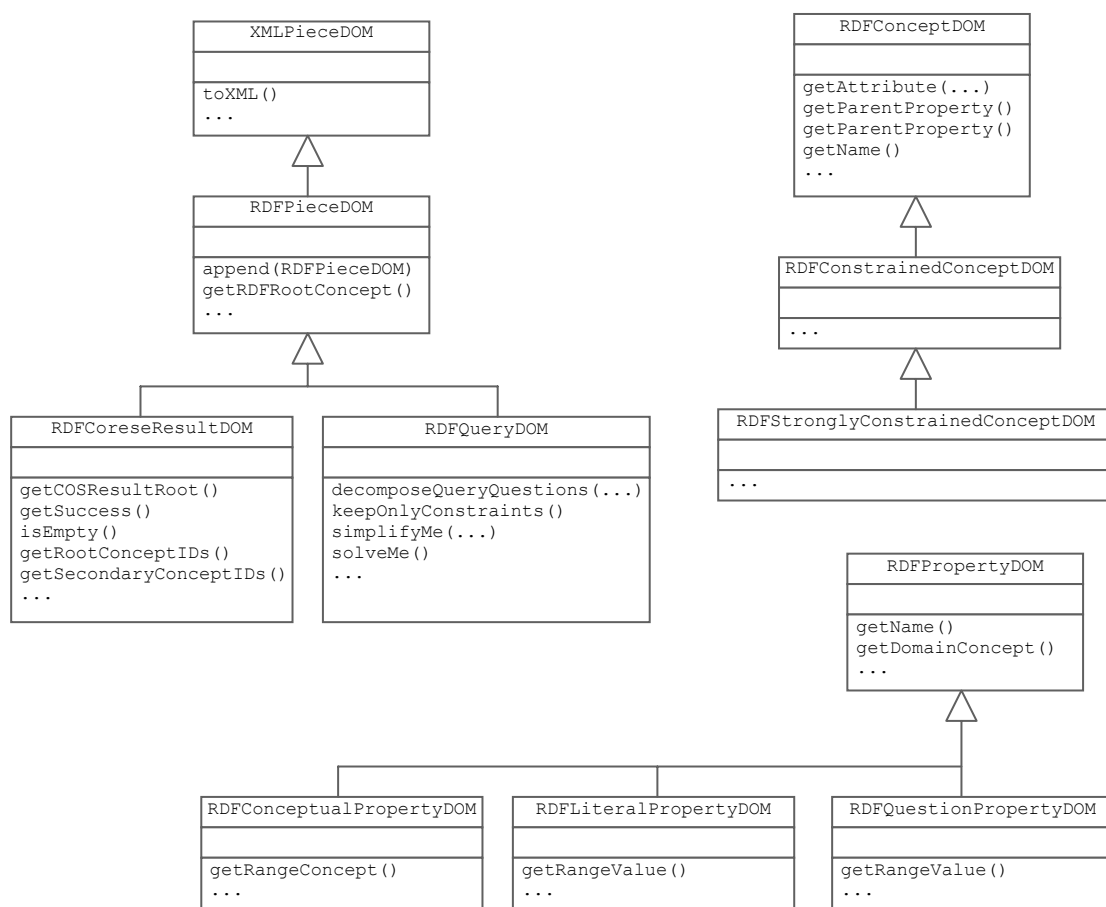 XMLPieceDOM
toXML()
...
RDFPieceDOM
append(RDFPieceDOM)
getRDFRootConcept()
...
RDFCoreseResultDOM
getCOSResultRoot()
getSuccess()
isEmpty()
getRootConceptIDs()
getSecondaryConceptIDs()
...
RDFQueryDOM
decomposeQueryQuestions(...)
keepOnlyConstraints()
simplifyMe(...)
solveMe()
...
RDFConceptDOM
getAttribute(...)
getParentProperty()
getParentProperty()
getName()
...
RDFConstrainedConceptDOM
...
RDFStronglyConstrainedConceptDOM
...
RDFPropertyDOM
getName()
getDomainConcept()
...
RDFConceptualPropertyDOM
getRangeConcept()
...
RDFLiteralPropertyDOM
getRangeValue()
...
RDFQuestionPropertyDOM
getRangeValue()
...